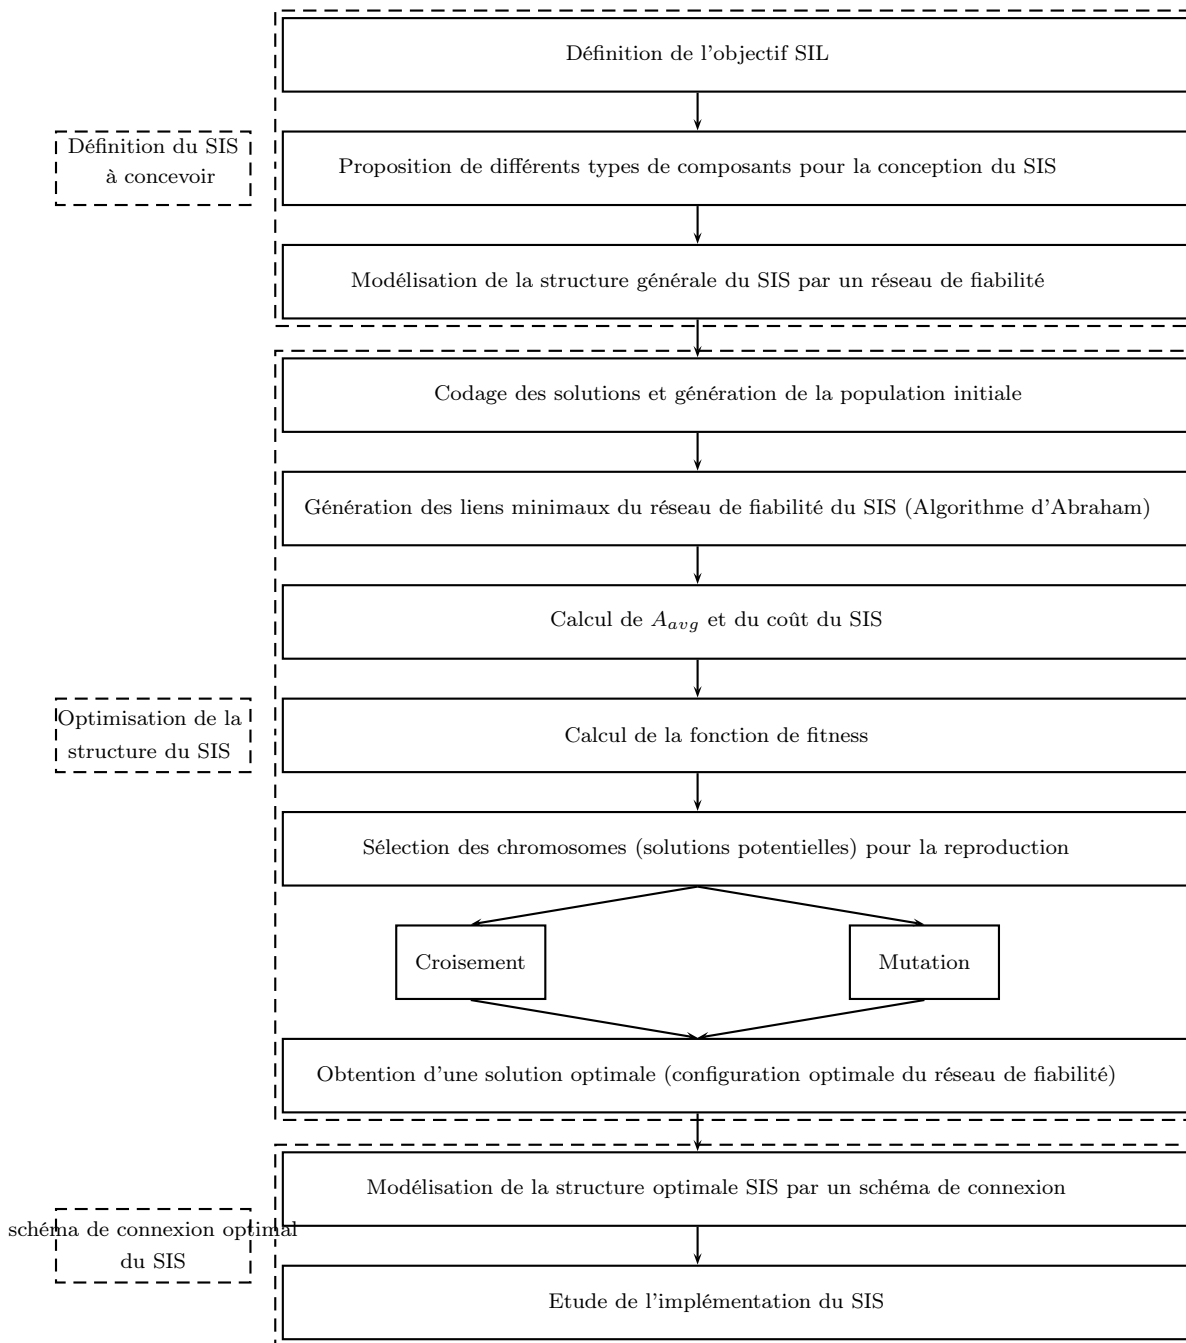 Définition de l'objectif SIL
Définition du SIS
à concevoir
Proposition de différents types de composants pour la conception du SIS
Modélisation de la structure générale du SIS par un réseau de fiabilité
Codage des solutions et génération de la population initiale
Génération des liens minimaux du réseau de fiabilité du SIS (Algorithme d'Abraham)
Calcul de A_{avg} et du coût du SIS
Optimisation de la
structure du SIS
Calcul de la fonction de fitness
Sélection des chromosomes (solutions potentielles) pour la reproduction
Croisement
Mutation
Obtention d'une solution optimale (configuration optimale du réseau de fiabilité)
Modélisation de la structure optimale SIS par un schéma de connexion
schéma de connexion optimal
du SIS
Etude de l'implémentation du SIS